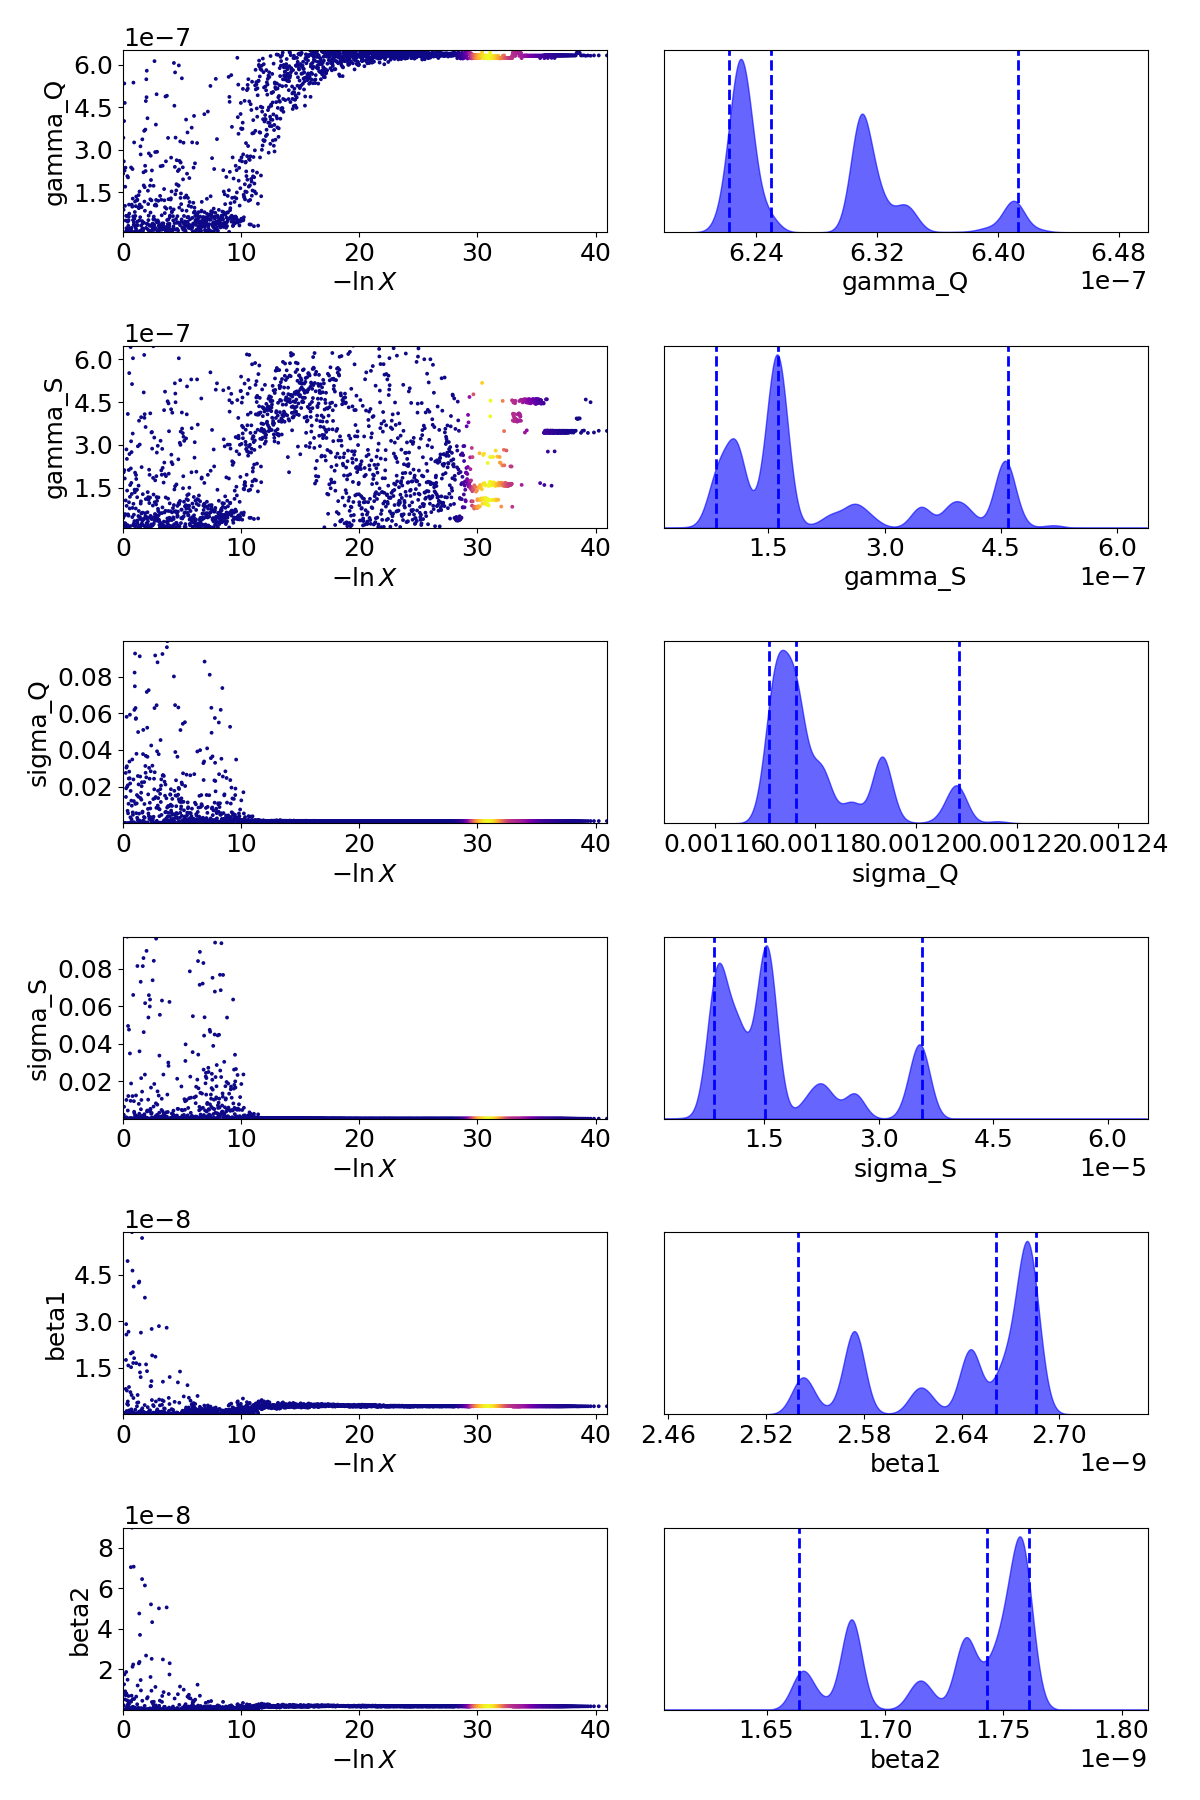 1e−7
6.0
4.5
3.0
1.5
gamma_Q
0 10 20 30 40
−ln X
6.24 6.32 6.40 6.48
gamma_Q 1e−7
1e−7
6.0
4.5
3.0
1.5
gamma_S
0 10 20 30 40
−ln X
1.5 3.0 4.5 6.0
gamma_S 1e−7
0.08
0.06
0.04
0.02
sigma_Q
0 10 20 30 40
−ln X
0.00116 0.00118 0.00120 0.00122 0.00124
sigma_Q
0.08
0.06
0.04
0.02
sigma_S
0 10 20 30 40
−ln X
1.5 3.0 4.5 6.0
sigma_S 1e−5
1e−8
4.5
3.0
1.5
beta1
0 10 20 30 40
−ln X
2.46 2.52 2.58 2.64 2.70
beta1 1e−9
1e−8
8
6
4
2
beta2
0 10 20 30 40
−ln X
1.65 1.70 1.75 1.80
beta2 1e−9